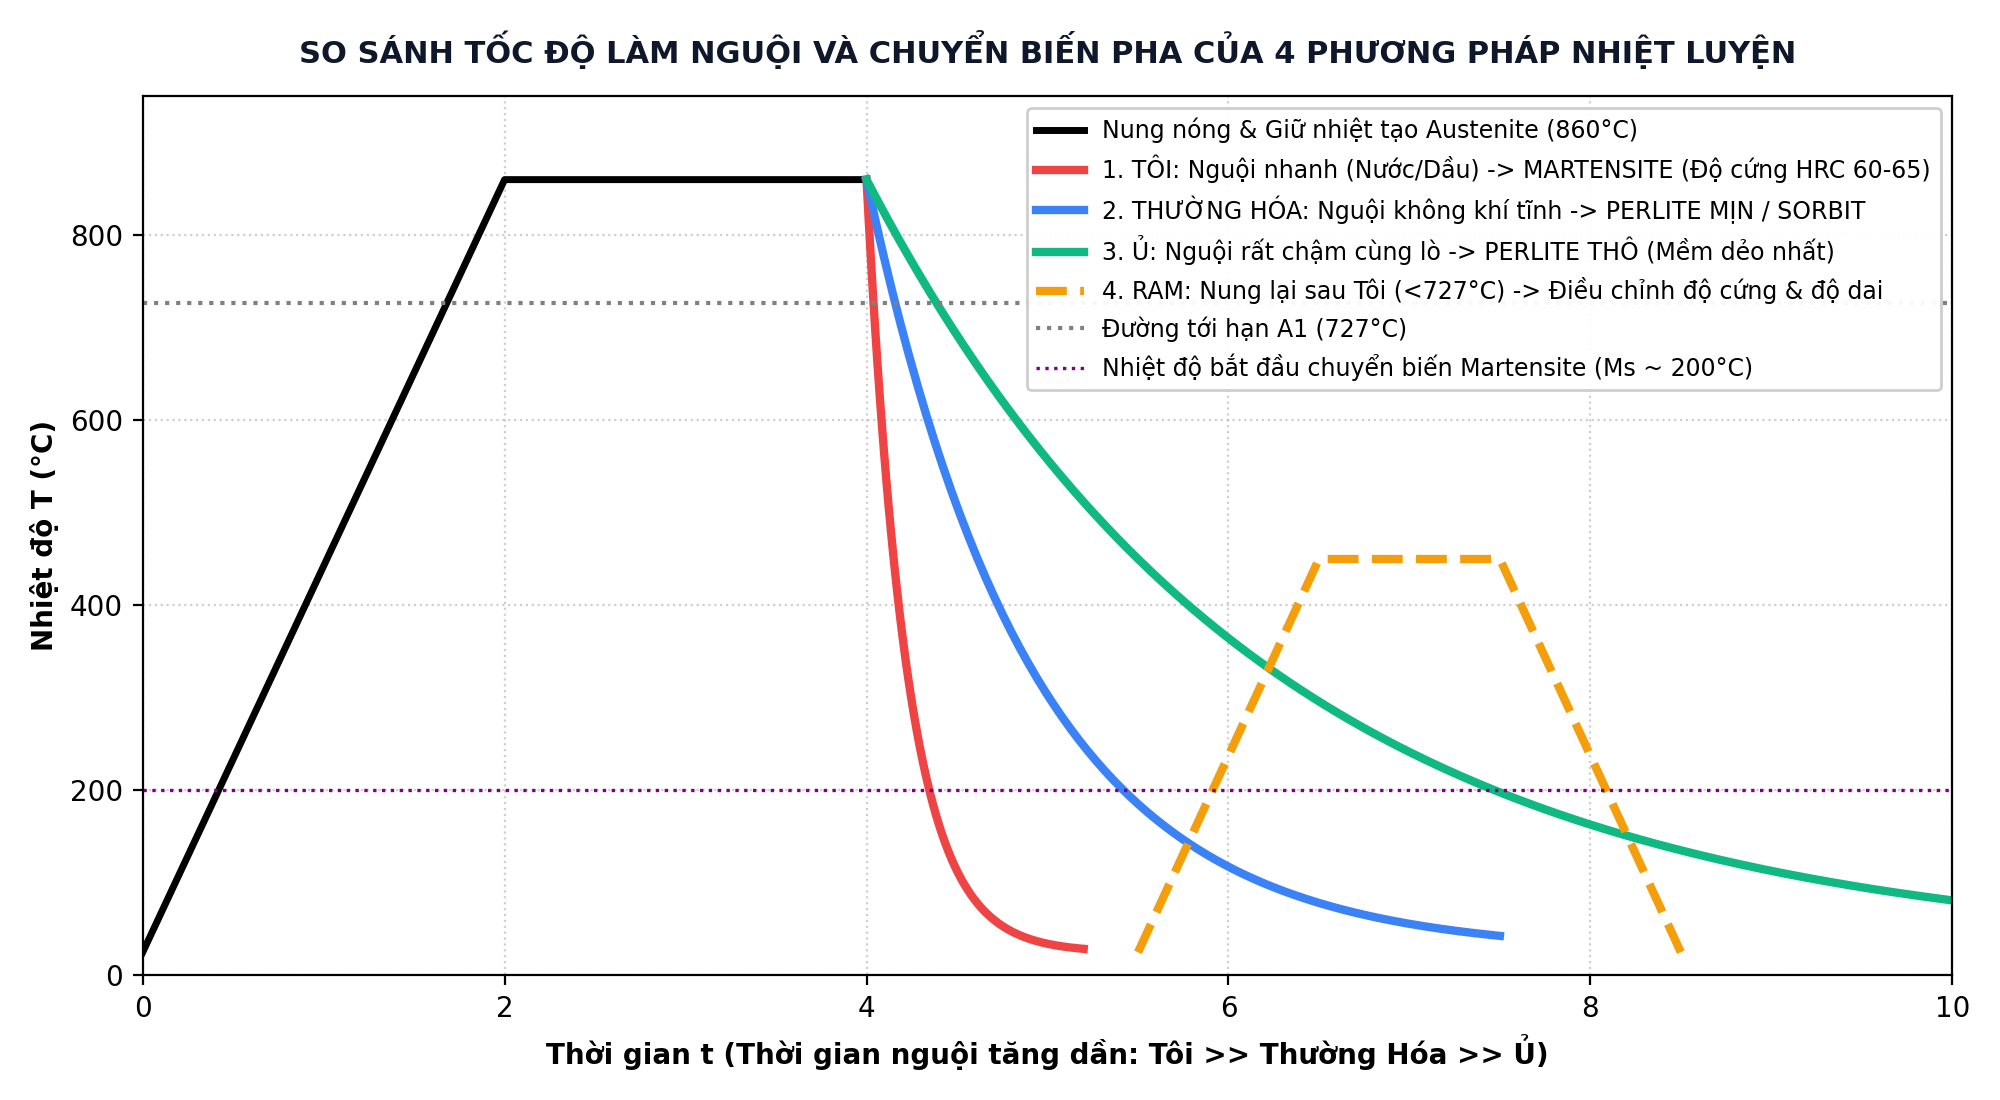 SO SÁNH TỐC ĐỘ LÀM NGUỘI VÀ CHUYỂN BIẾN PHA CỦA 4 PHƯƠNG PHÁP NHIỆT LUYỆN
Nung nóng & Giữ nhiệt tạo Austenite (860°C)
1. TÔI: Nguội nhanh (Nước/Dầu) -> MARTENSITE (Độ cứng HRC 60-65)
2. THƯỜNG HÓA: Nguội không khí tĩnh -> PERLITE MỊN / SORBIT
3. Ủ: Nguội rất chậm cùng lò -> PERLITE THÔ (Mềm dẻo nhất)
4. RAM: Nung lại sau Tôi (<727°C) -> Điều chỉnh độ cứng & độ dai
Đường tới hạn A1 (727°C)
Nhiệt độ bắt đầu chuyển biến Martensite (Ms ~ 200°C)
Nhiệt độ T (°C)
800
600
400
200
0
0 2 4 6 8 10
Thời gian t (Thời gian nguội tăng dần: Tôi >> Thường Hóa >> Ủ)